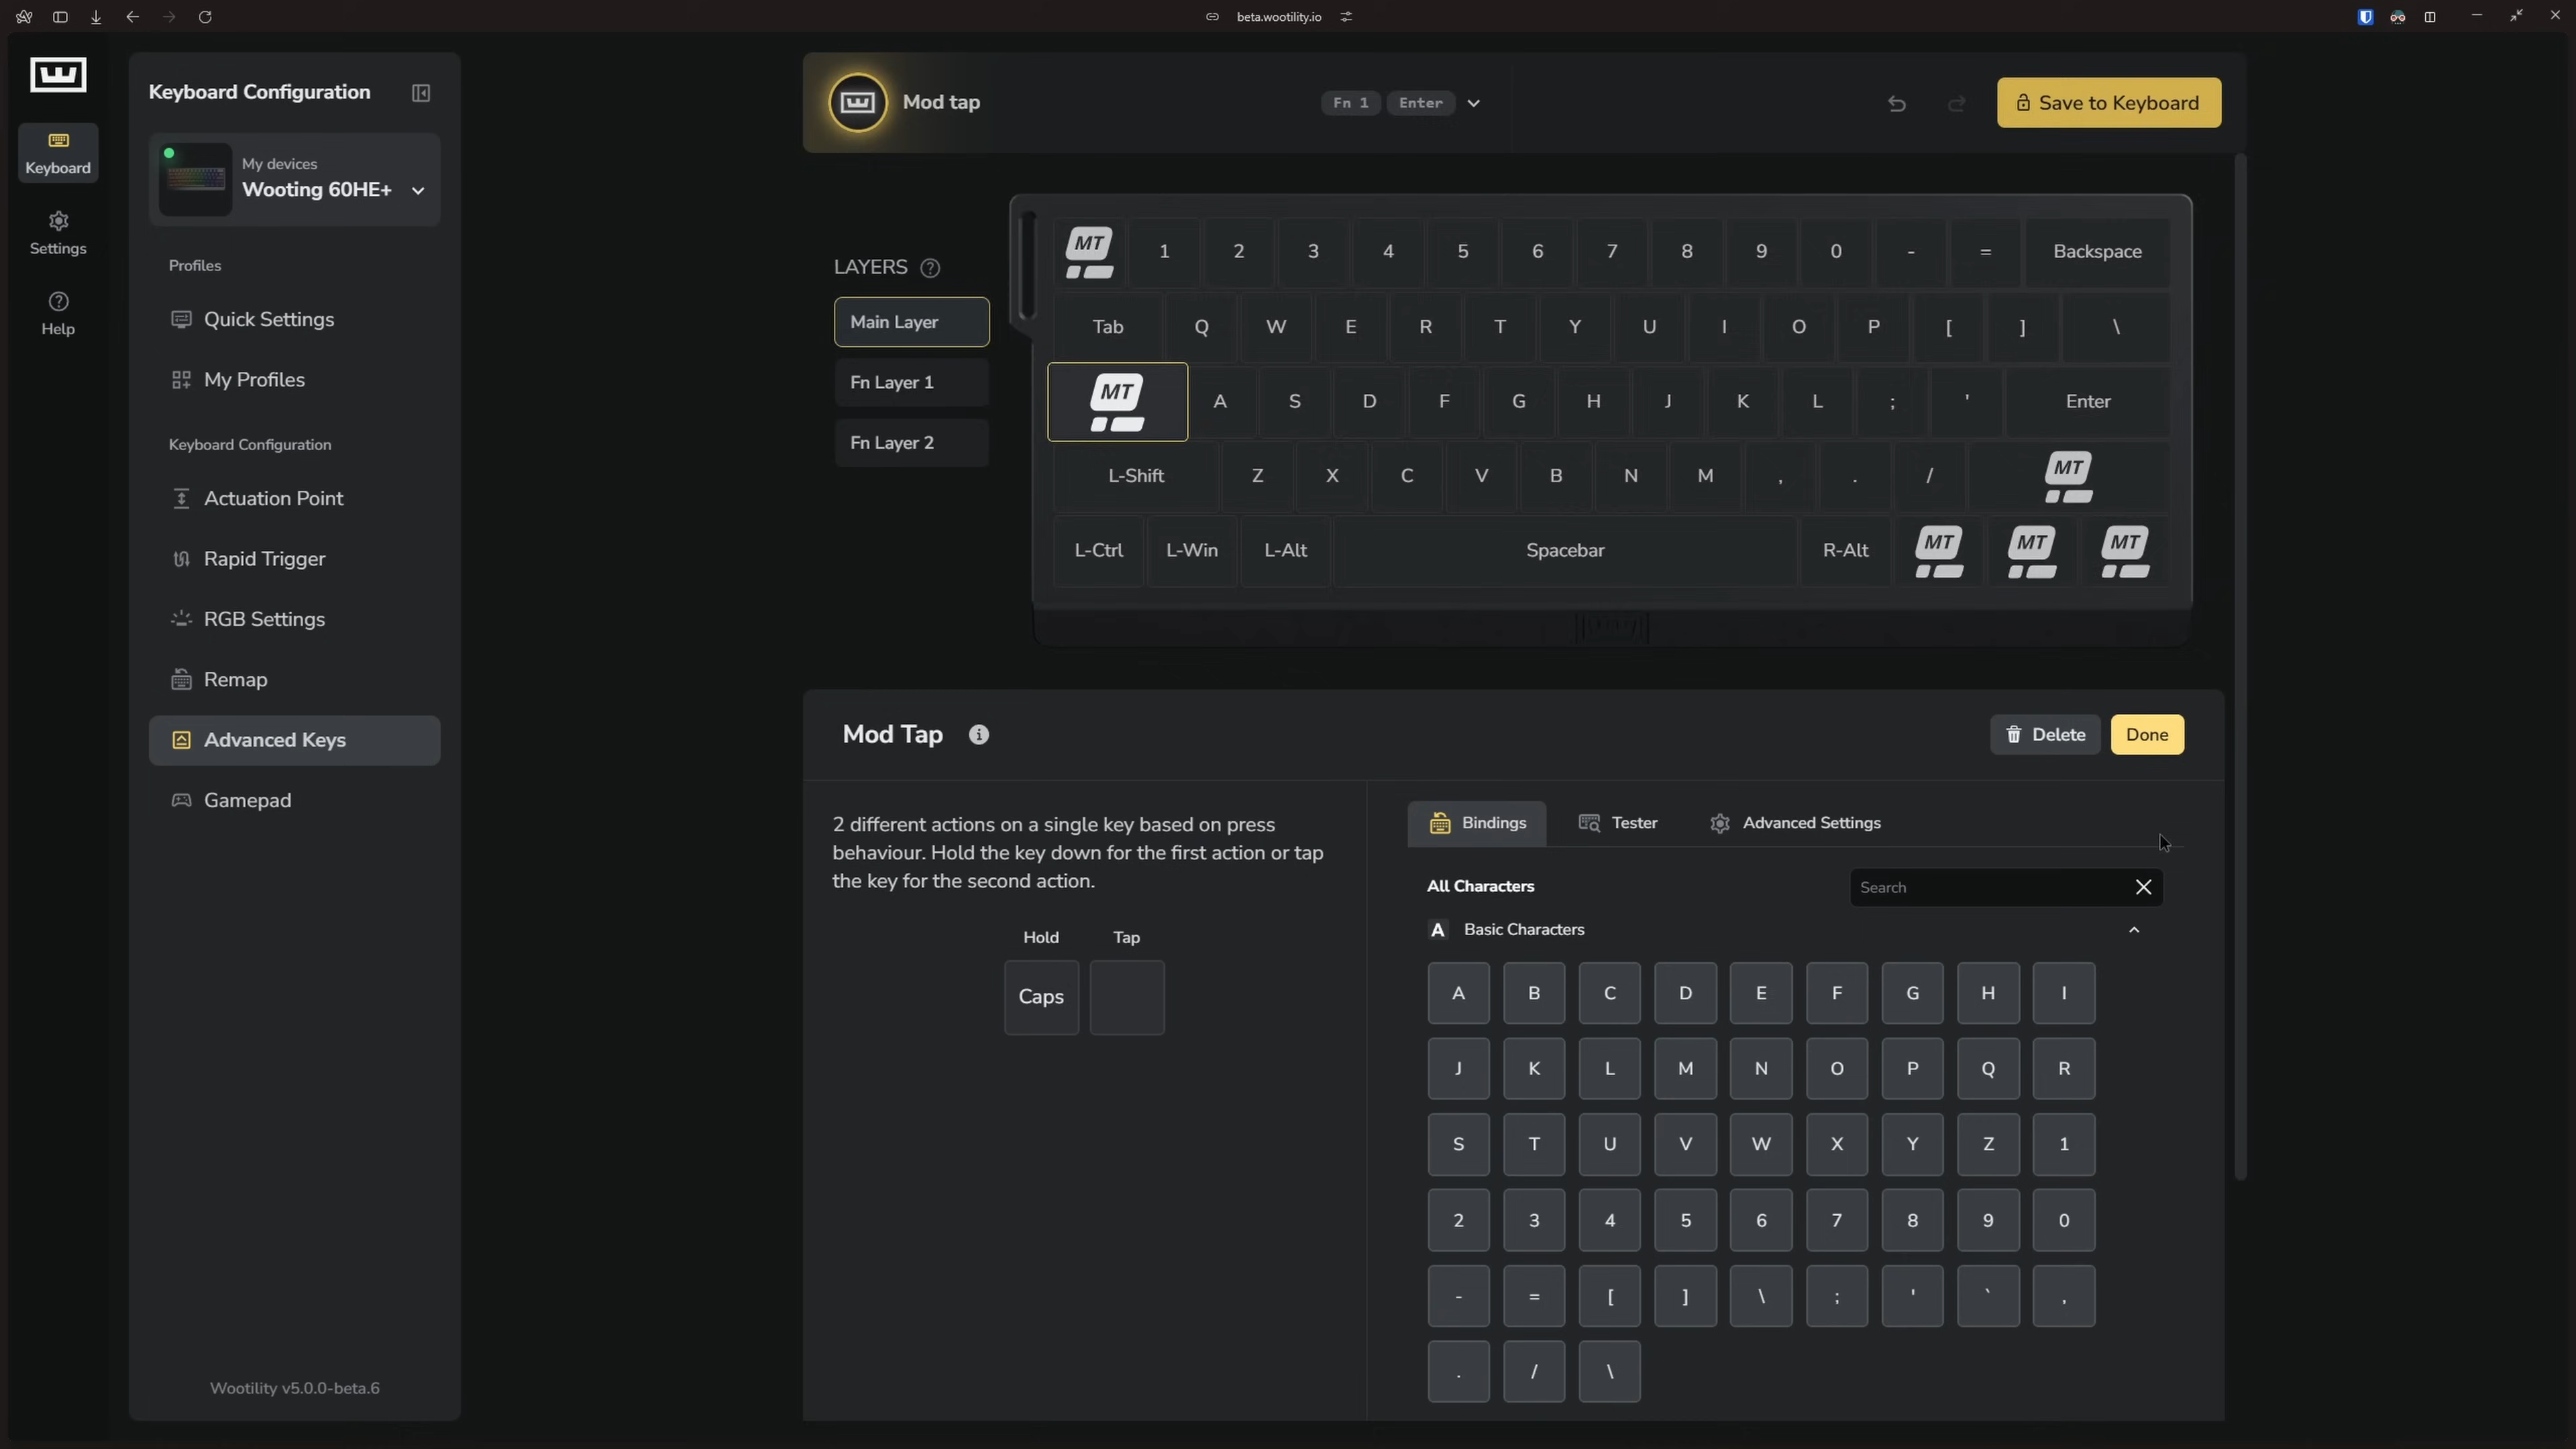 beta.wootility.io
Keyboard
Settings
Help
Keyboard Configuration
My devices
Wooting 60HE+
Profiles
Quick Settings
My Profiles
Keyboard Configuration
Actuation Point
Rapid Trigger
RGB Settings
Remap
Advanced Keys
Gamepad
Wootility v5.0.0-beta.6
Mod tap
Fn 1 Enter
Save to Keyboard
LAYERS ?
Main Layer
Fn Layer 1
Fn Layer 2
MT 1 2 3 4 5 6 7 8 9 0 - = Backspace
Tab Q W E R T Y U I O P [ ] \
MT A S D F G H J K L ; ' Enter
L-Shift Z X C V B N M , . / MT
L-Ctrl L-Win L-Alt Spacebar R-Alt MT MT MT
Mod Tap
Delete Done
2 different actions on a single key based on press
behaviour. Hold the key down for the first action or tap
the key for the second action.
Hold Tap
Caps
Bindings Tester Advanced Settings
All Characters
Search
A Basic Characters
A B C D E F G H I
J K L M N O P Q R
S T U V W X Y Z 1
2 3 4 5 6 7 8 9 0
- = [ ] \ ; ' ` ,
. / \